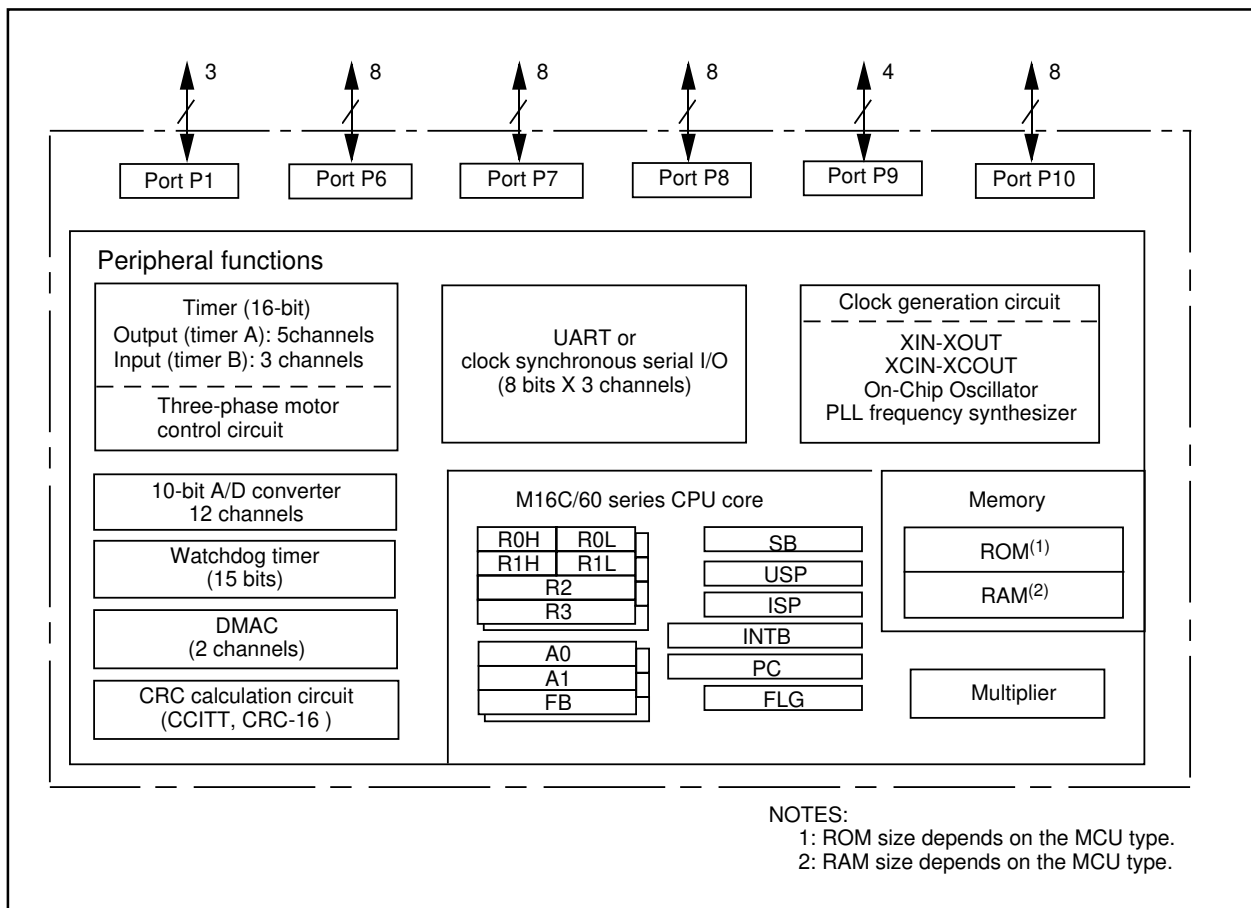 3
8
8
8
4
8
Port P1
Port P6
Port P7
Port P8
Port P9
Port P10
Peripheral functions
Timer (16-bit)
Output (timer A): 5channels
Input (timer B): 3 channels
Three-phase motor
control circuit
UART or
clock synchronous serial I/O
(8 bits X 3 channels)
Clock generation circuit
XIN-XOUT
XCIN-XCOUT
On-Chip Oscillator
PLL frequency synthesizer
10-bit A/D converter
12 channels
Watchdog timer
(15 bits)
DMAC
(2 channels)
CRC calculation circuit
(CCITT, CRC-16 )
M16C/60 series CPU core
R0H R0L
R1H R1L
R2
R3
A0
A1
FB
SB
USP
ISP
INTB
PC
FLG
Memory
ROM(1)
RAM(2)
Multiplier
NOTES:
1: ROM size depends on the MCU type.
2: RAM size depends on the MCU type.